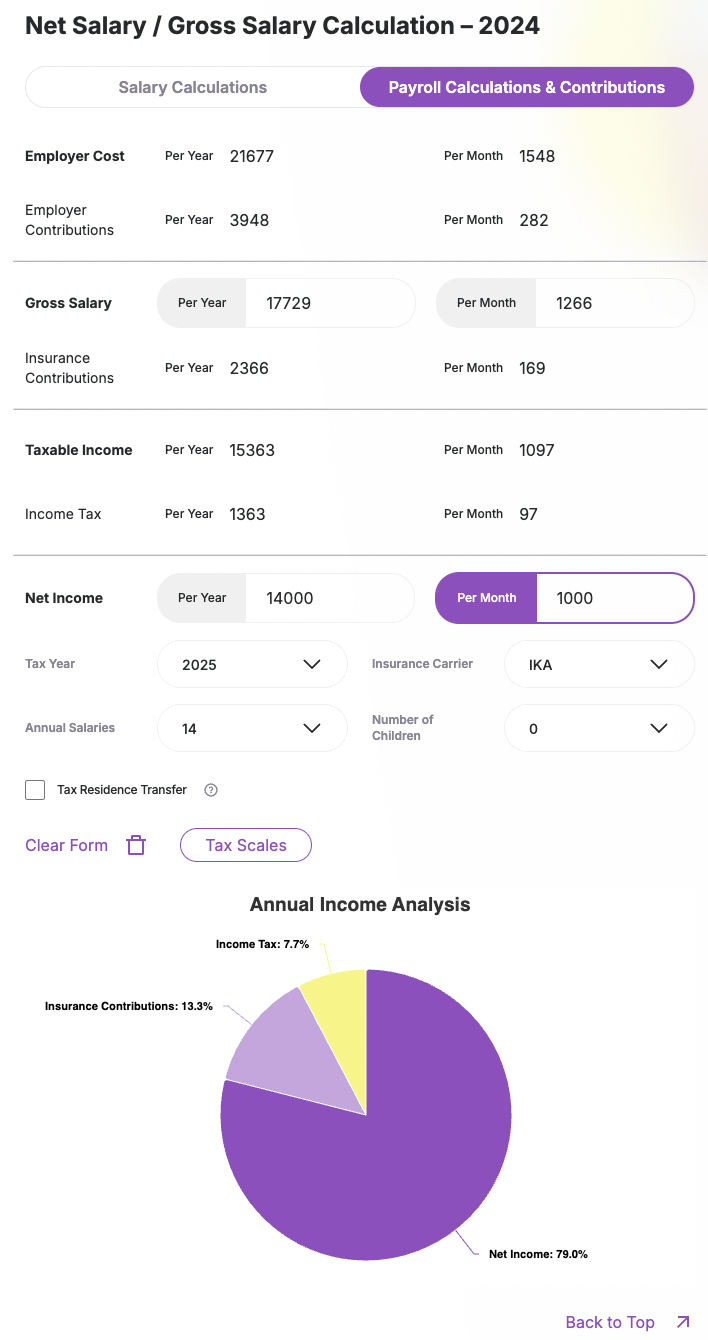 Net Salary / Gross Salary Calculation – 2024
Salary Calculations
Payroll Calculations & Contributions
Employer Cost Per Year 21677 Per Month 1548
Employer
Contributions
Per Year 3948 Per Month 282
Gross Salary Per Year 17729 Per Month 1266
Insurance
Contributions
Per Year 2366 Per Month 169
Taxable Income Per Year 15363 Per Month 1097
Income Tax Per Year 1363 Per Month 97
Net Income Per Year 14000 Per Month 1000
Tax Year 2025 Insurance Carrier IKA
Annual Salaries 14
Number of
Children
0
Tax Residence Transfer ?
Clear Form Tax Scales
Annual Income Analysis
Income Tax: 7.7%
Insurance Contributions: 13.3%
Net Income: 79.0%
Back to Top